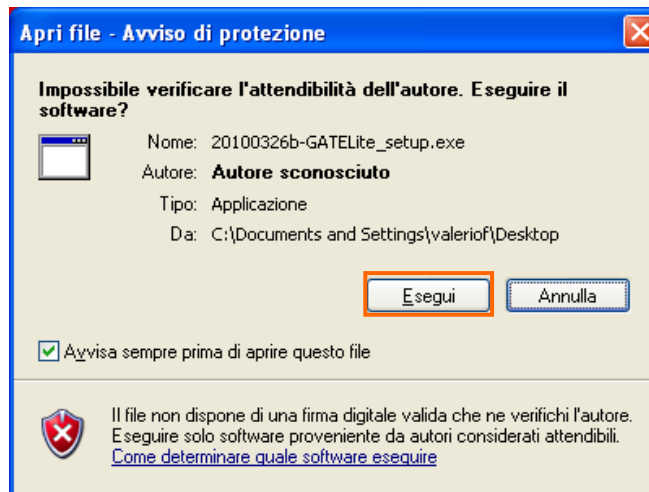 Apri file - Avviso di protezione
Impossibile verificare l'attendibilità dell'autore. Eseguire il
software?
Nome: 20100326b-GATELite_setup.exe
Autore: Autore sconosciuto
Tipo: Applicazione
Da: C:\Documents and Settings\valeriof\Desktop
Esegui Annulla
Avvisa sempre prima di aprire questo file
Il file non dispone di una firma digitale valida che ne verifichi l'autore.
Eseguire solo software proveniente da autori considerati attendibili.
Come determinare quale software eseguire